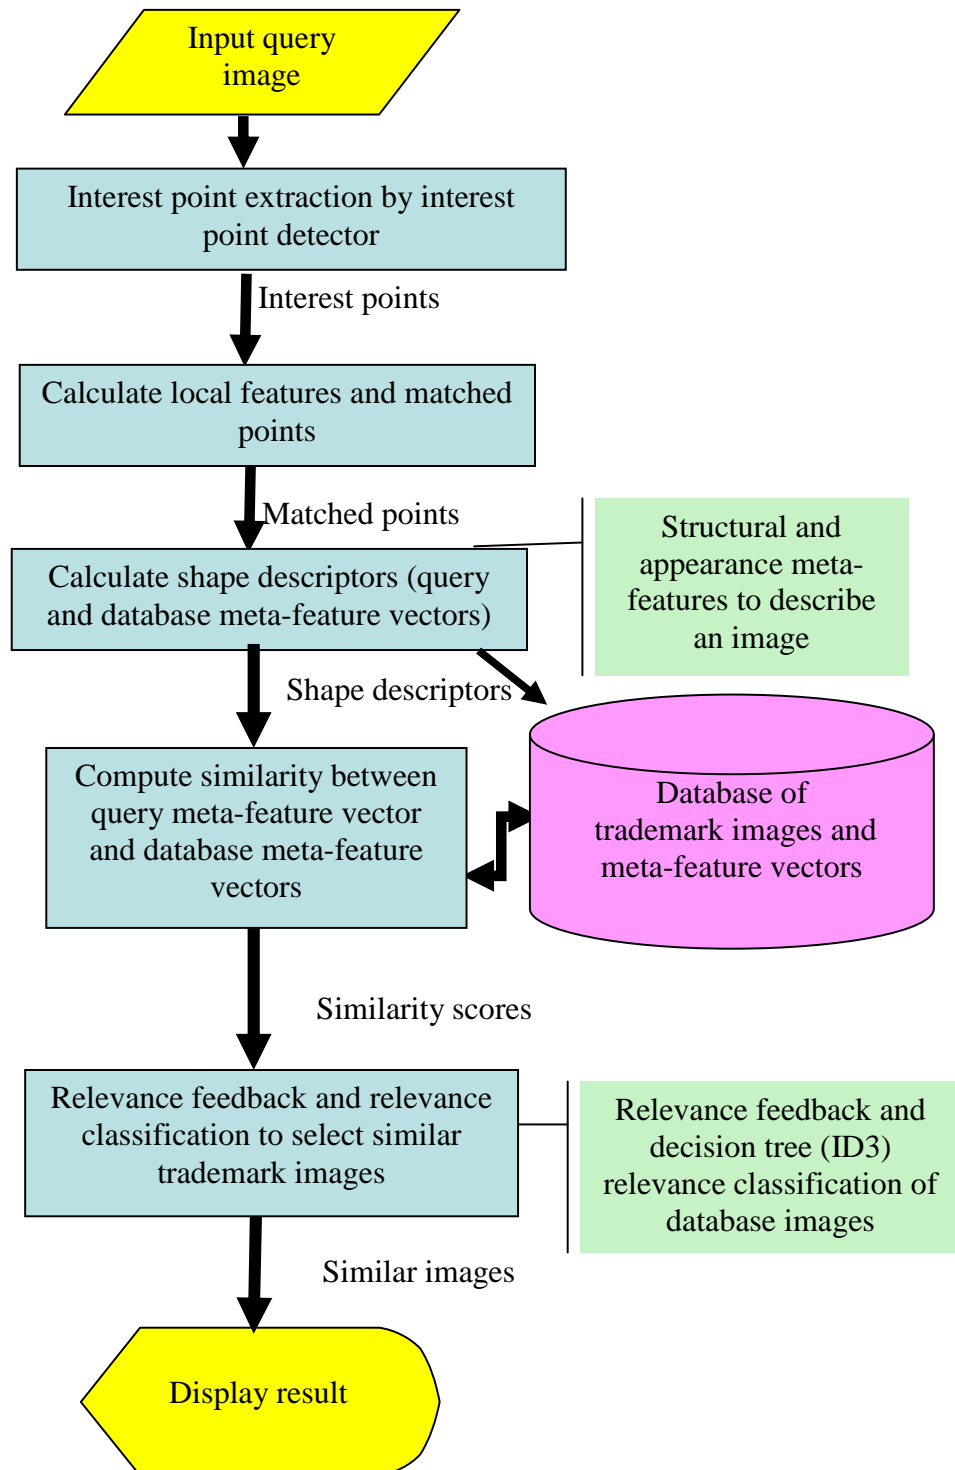 Input query
image
Interest point extraction by interest
point detector
Interest points
Calculate local features and matched
points
Matched points
Structural and
appearance meta-
features to describe
an image
Calculate shape descriptors (query
and database meta-feature vectors)
Shape descriptors
Compute similarity between
query meta-feature vector
and database meta-feature
vectors
Database of
trademark images and
meta-feature vectors
Similarity scores
Relevance feedback and relevance
classification to select similar
trademark images
Relevance feedback and
decision tree (ID3)
relevance classification of
database images
Similar images
Display result